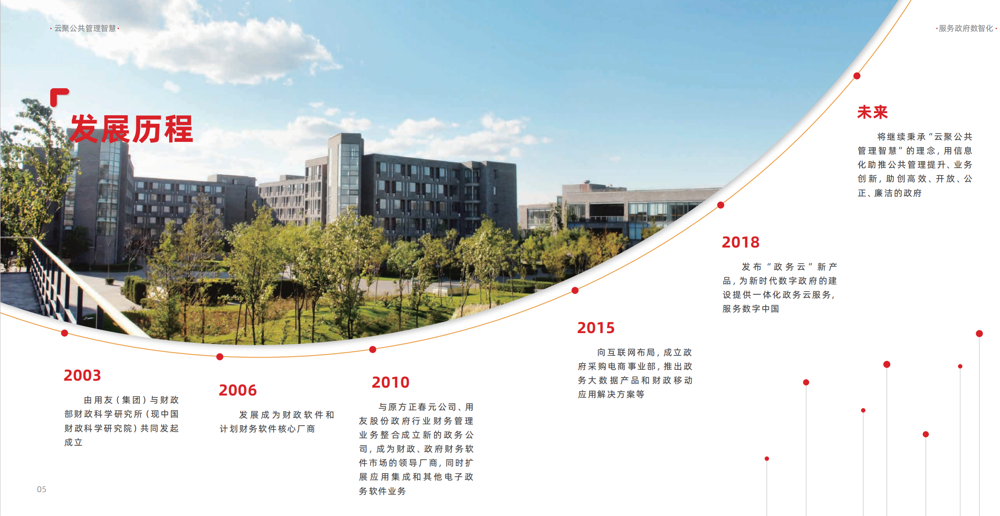 ·云聚公共管理智慧·
·服务政府数智化·
发展历程
2003
由用友(集团)与财政
部财政科学研究所(现中国
财政科学研究院)共同发起
成立
2006
发展成为财政软件和
计划财务软件核心厂商
2010
与原方正春元公司、用
友股份政府行业财务管理
业务整合成立新的政务公
司,成为财政、政府财务软
件市场的领导厂商,同时扩
展应用集成和其他电子政
务软件业务
2015
向互联网布局,成立政
府采购电商事业部,推出政
务大数据产品和财政移动
应用解决方案等
2018
发布“政务云”新产
品,为新时代数字政府的建
设提供一体化政务云服务,
服务数字中国
未来
将继续秉承“云聚公共
管理智慧”的理念,用信息
化助推公共管理提升、业务
创新,助创高效、开放、公
正、廉洁的政府
05